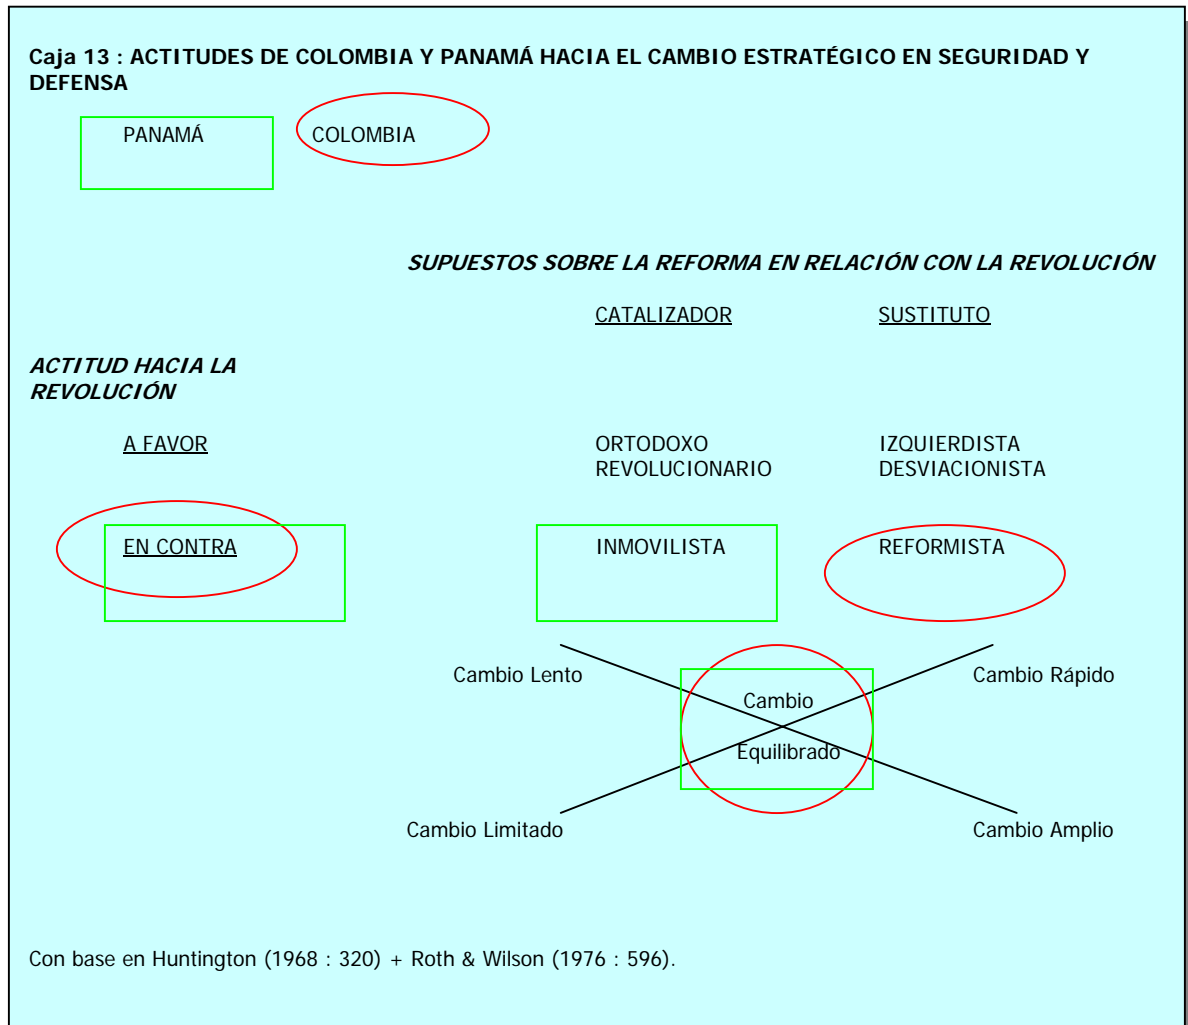 Caja 13 : ACTITUDES DE COLOMBIA Y PANAMÁ HACIA EL CAMBIO ESTRATÉGICO EN SEGURIDAD Y
DEFENSA
PANAMÁ COLOMBIA
SUPUESTOS SOBRE LA REFORMA EN RELACIÓN CON LA REVOLUCIÓN
CATALIZADOR SUSTITUTO
ACTITUD HACIA LA
REVOLUCIÓN
A FAVOR ORTODOXO IZQUIERDISTA
REVOLUCIONARIO DESVIACIONISTA
EN CONTRA INMOVILISTA REFORMISTA
Cambio Lento Cambio Rápido
Cambio
Equilibrado
Cambio Limitado Cambio Amplio
Con base en Huntington (1968 : 320) + Roth & Wilson (1976 : 596).